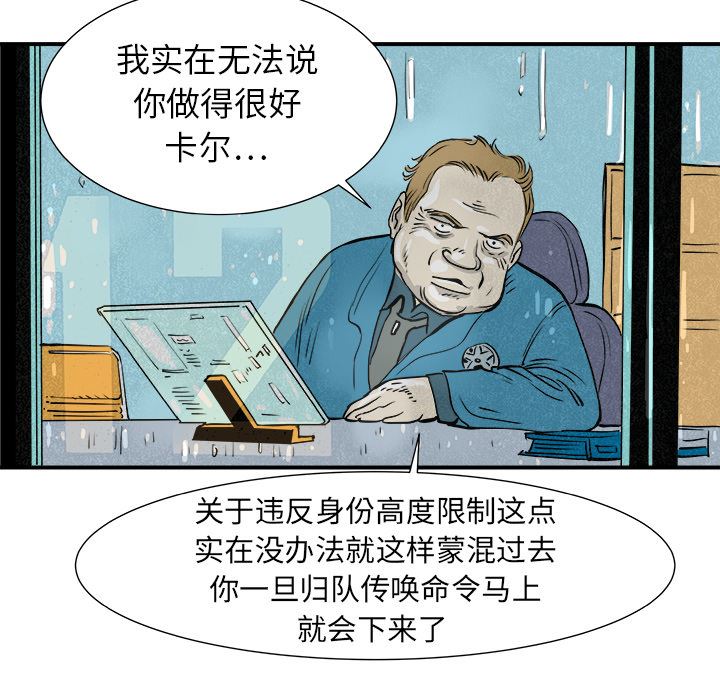 我实在无法说
你做得很好
卡尔...
17
关于违反身份高度限制这点
实在没办法就这样蒙混过去
你一旦归队传唤命令马上
就会下来了